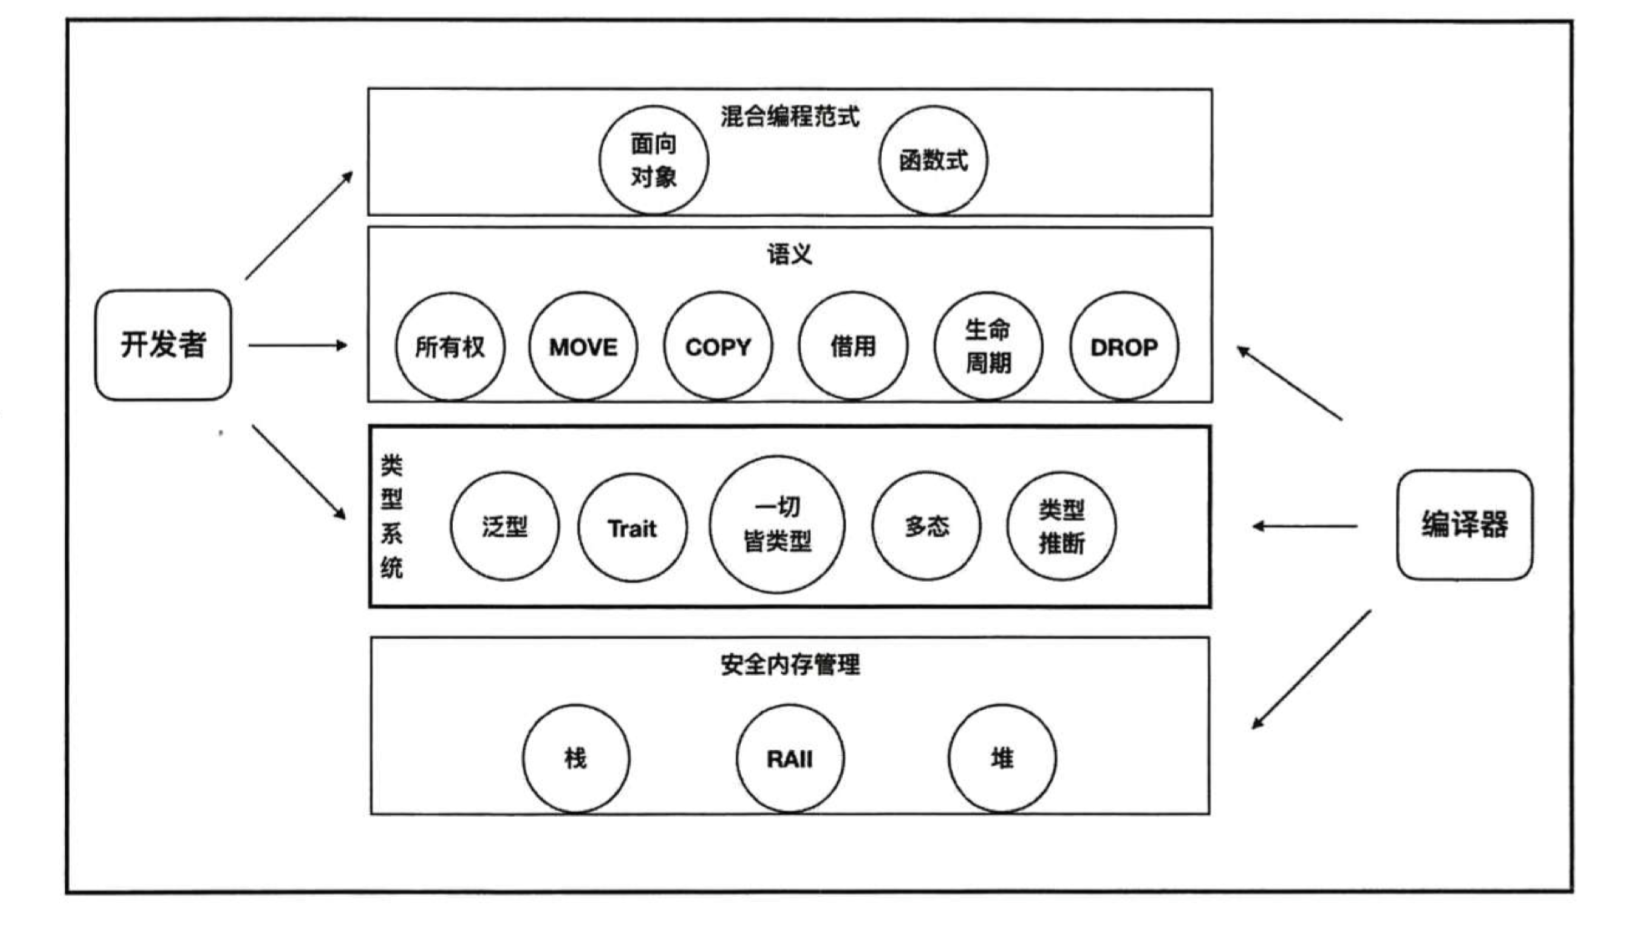 混合编程范式
面向
对象
函数式
语义
开发者
所有权
MOVE
COPY
借用
生命
周期
DROP
类
型
系
统
泛型
Trait
一切
皆类型
多态
类型
推断
编译器
安全内存管理
栈
RAII
堆